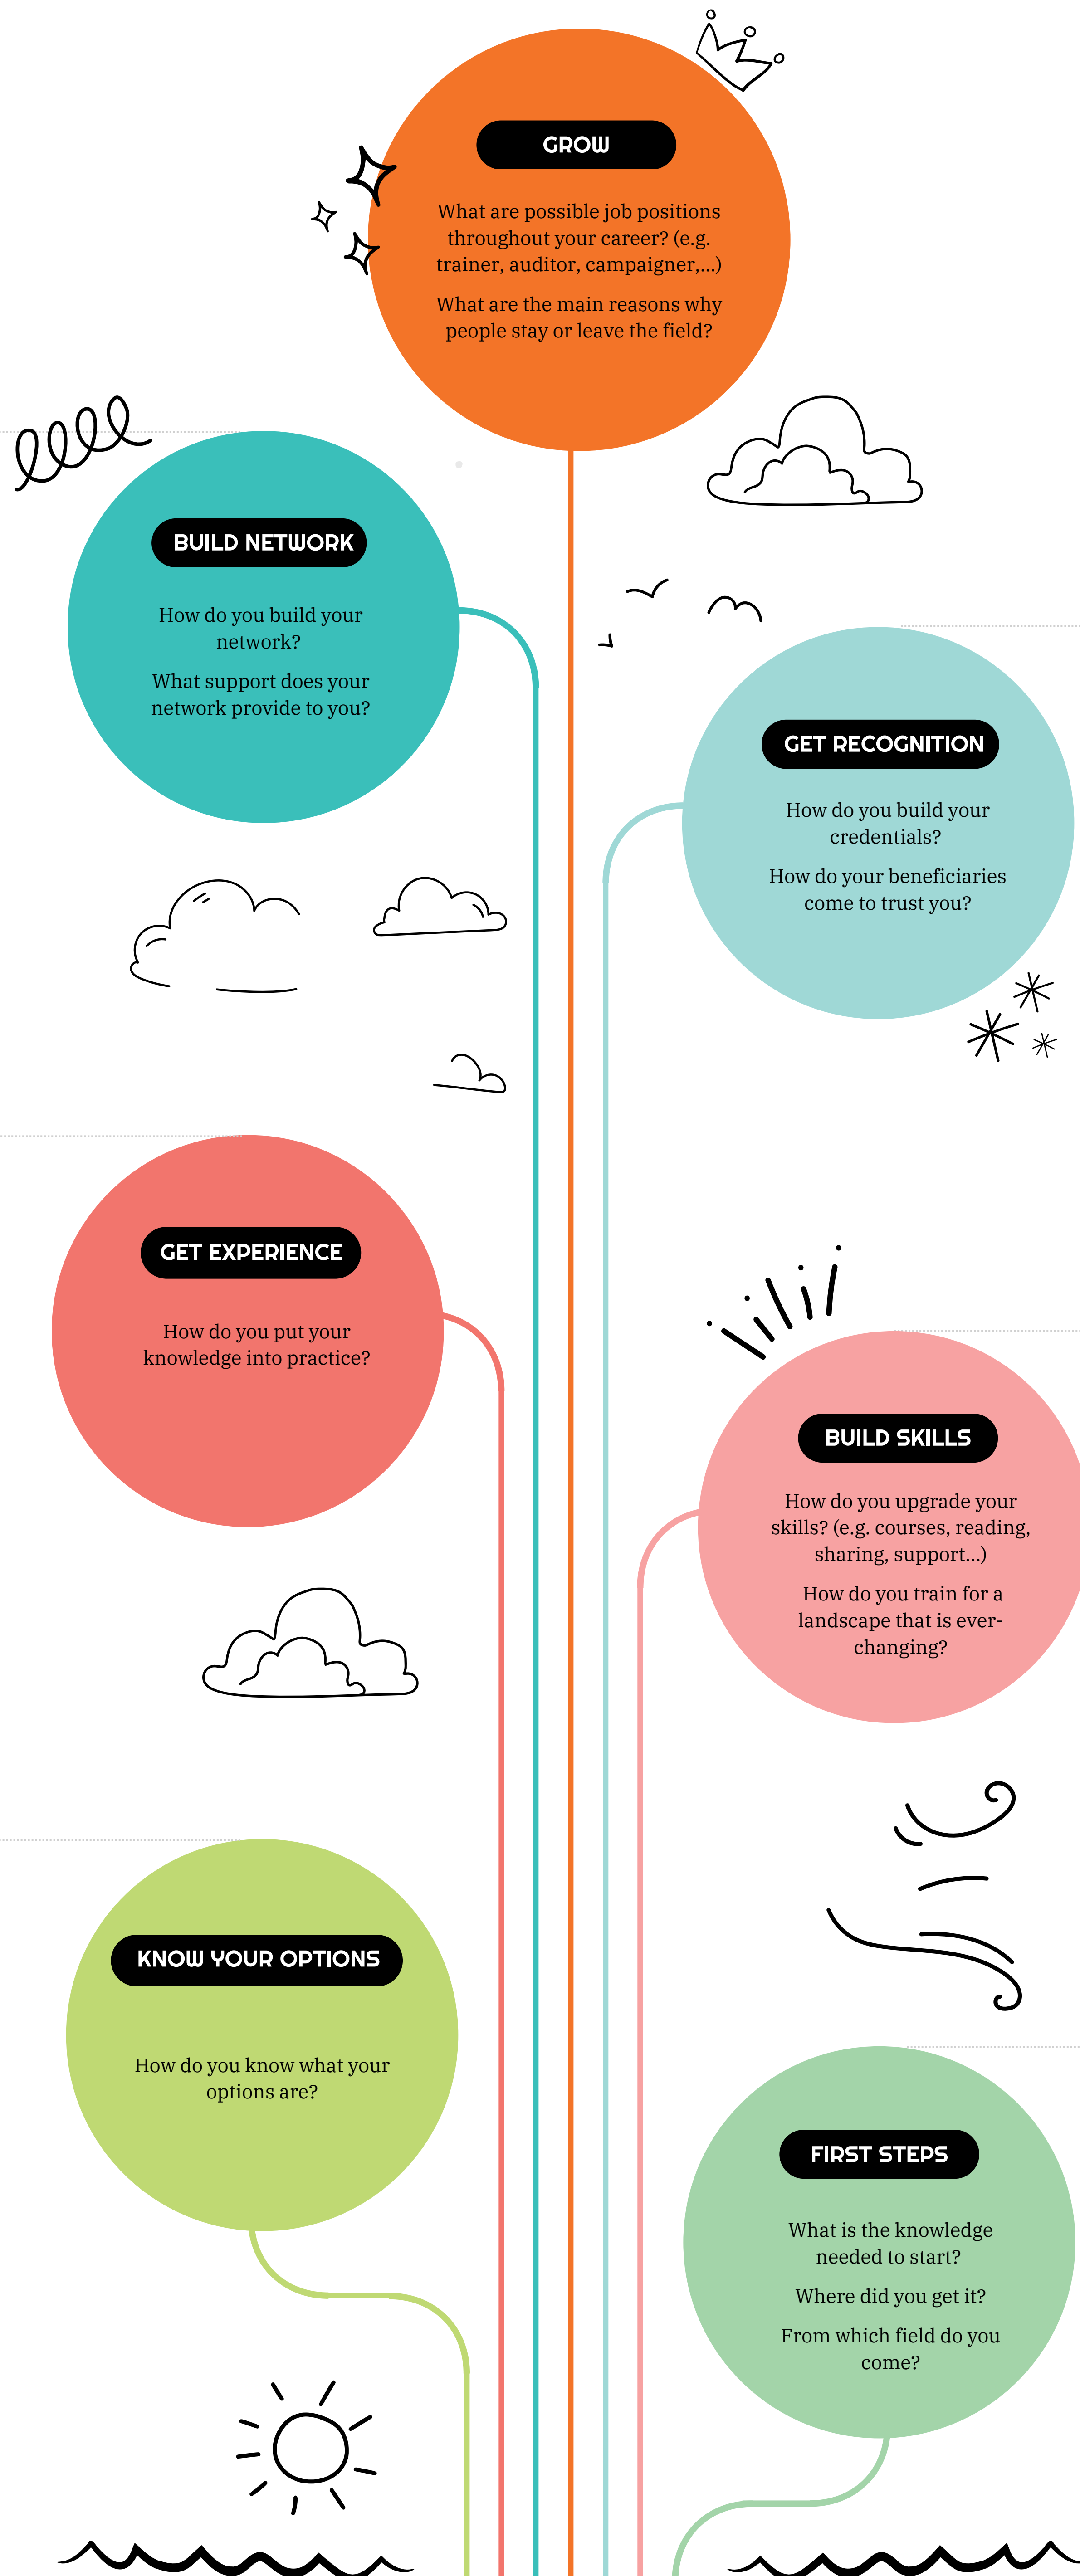 GROW
What are possible job positions
throughout your career? (e.g.
trainer, auditor, campaigner,...)
What are the main reasons why
people stay or leave the field?
BUILD NETWORK
How do you build your
network?
What support does your
network provide to you?
GET RECOGNITION
How do you build your
credentials?
How do your beneficiaries
come to trust you?
GET EXPERIENCE
How do you put your
knowledge into practice?
BUILD SKILLS
How do you upgrade your
skills? (e.g. courses, reading,
sharing, support...)
How do you train for a
landscape that is ever-
changing?
KNOW YOUR OPTIONS
How do you know what your
options are?
FIRST STEPS
What is the knowledge
needed to start?
Where did you get it?
From which field do you
come?